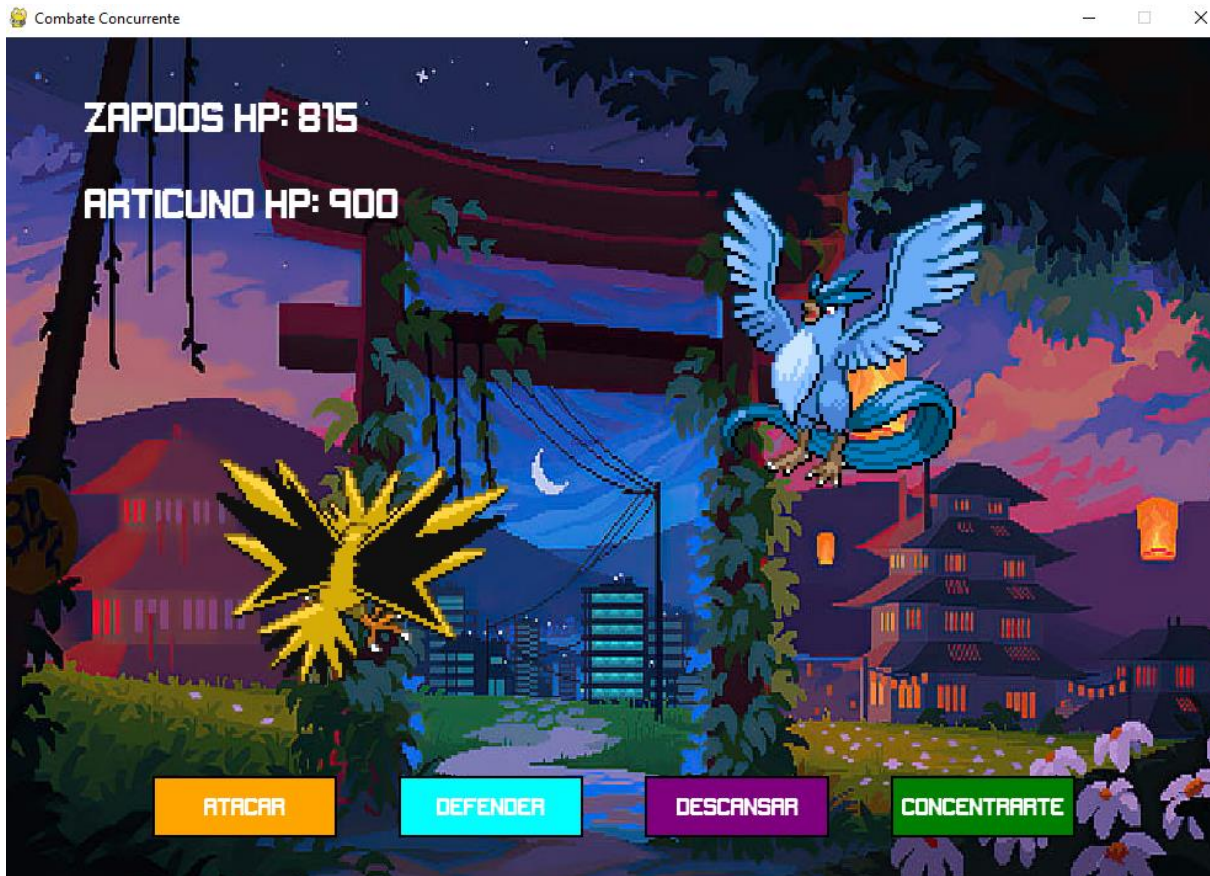 Combate Concurrente
ZAPDOS HP: 815
ARTICUNO HP: 900
ATACAR
DEFENDER
DESCANSAR
CONCENTRARTE